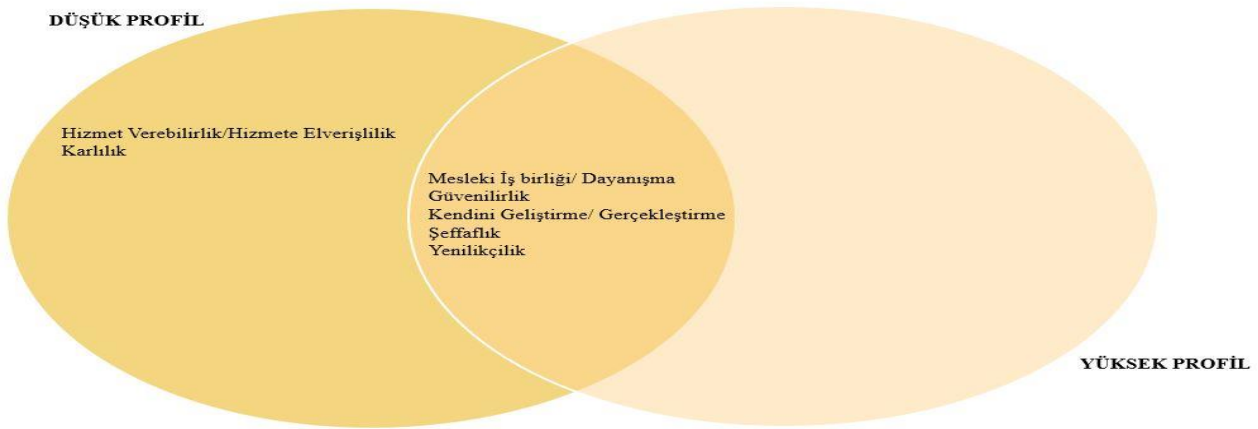 DÜŞÜK PROFİL
Hizmet Verebilirlik/Hizmete Elverişlilik
Karlılık
Mesleki İş birliği/ Dayanışma
Güvenilirlik
Kendini Geliştirme/ Gerçekleştirme
Şeffaflık
Yenilikçilik
YÜKSEK PROFİL